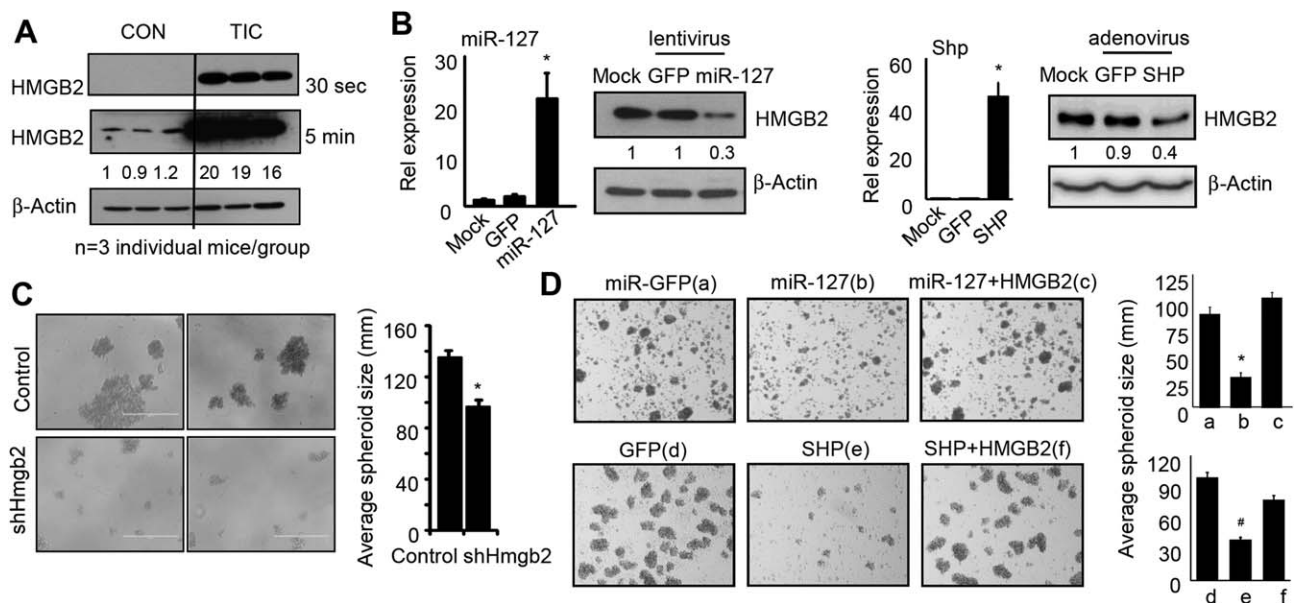 A
CON TIC
HMGB2 30 sec
HMGB2 5 min
1 0.9 1.2 20 19 16
β-Actin
n=3 individual mice/group
B
miR-127
Rel expression
30
20
10
0
*
Mock GFP miR-127
lentivirus
Mock GFP miR-127
HMGB2
1 1 0.3
β-Actin
Shp
Rel expression
60
40
20
0
*
Mock GFP SHP
adenovirus
Mock GFP SHP
HMGB2
1 0.9 0.4
β-Actin
C
Control
shHmgb2
Average spheroid size (mm)
160
120
80
40
0
*
Control shHmgb2
D
miR-GFP(a) miR-127(b) miR-127+HMGB2(c)
GFP(d) SHP(e) SHP+HMGB2(f)
Average spheroid size (mm)
125
100
75
50
25
0
*
a b c
120
90
60
30
0
#
d e f